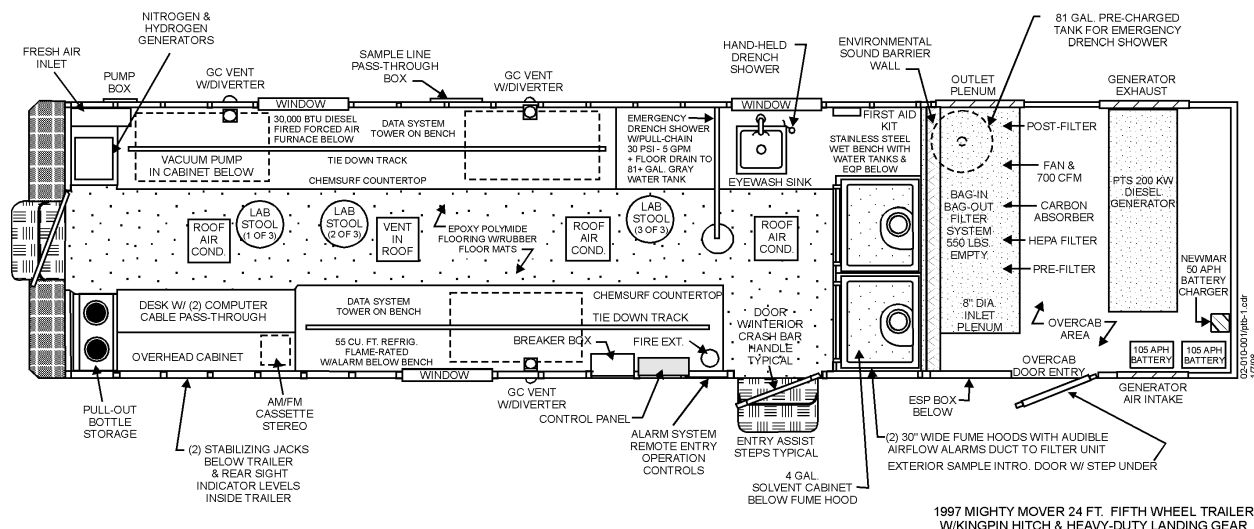 NITROGEN &
HYDROGEN
GENERATORS
FRESH AIR
INLET
PUMP
BOX
GC VENT
W/DIVERTER
SAMPLE LINE
PASS-THROUGH
BOX
GC VENT
W/DIVERTER
HAND-HELD
DRENCH
SHOWER
ENVIRONMENTAL
SOUND BARRIER
WALL
81 GAL. PRE-CHARGED
TANK FOR EMERGENCY
DRENCH SHOWER
OUTLET
PLENUM
GENERATOR
EXHAUST
WINDOW
WINDOW
30,000 BTU DIESEL
FIRED FORCED AIR
FURNACE BELOW
DATA SYSTEM
TOWER ON BENCH
VACUUM PUMP
IN CABINET BELOW
TIE DOWN TRACK
CHEMSURF COUNTERTOP
EMERGENCY
DRENCH SHOWER
W/PULL-CHAIN
30 PSI - 5 GPM
+ FLOOR DRAIN TO
81+ GAL. GRAY
WATER TANK
EYEWASH SINK
FIRST AID
KIT
STAINLESS STEEL
WET BENCH WITH
WATER TANKS &
EQP BELOW
POST-FILTER
FAN &
700 CFM
CARBON
ABSORBER
HEPA FILTER
PRE-FILTER
BAG-IN
BAG-OUT
FILTER
SYSTEM
550 LBS.
EMPTY
8" DIA.
INLET
PLENUM
PTS 200 KW
DIESEL
GENERATOR
NEWMAR
50 APH
BATTERY
CHARGER
ROOF
AIR
COND.
LAB
STOOL
(1 OF 3)
LAB
STOOL
(2 OF 3)
VENT
IN
ROOF
EPOXY POLYMIDE
FLOORING W/RUBBER
FLOOR MATS
ROOF
AIR
COND.
LAB
STOOL
(3 OF 3)
ROOF
AIR
COND.
DESK W/ (2) COMPUTER
CABLE PASS-THROUGH
OVERHEAD CABINET
DATA SYSTEM
TOWER ON BENCH
CHEMSURF COUNTERTOP
TIE DOWN TRACK
55 CU. FT. REFRIG.
FLAME-RATED
W/ALARM BELOW BENCH
BREAKER BOX
FIRE EXT.
DOOR
W/INTERIOR
CRASH BAR
HANDLE
TYPICAL
OVERCAB
AREA
OVERCAB
DOOR ENTRY
105 APH
BATTERY
105 APH
BATTERY
WINDOW
PULL-OUT
BOTTLE
STORAGE
AM/FM
CASSETTE
STEREO
(2) STABILIZING JACKS
BELOW TRAILER
& REAR SIGHT
INDICATOR LEVELS
INSIDE TRAILER
GC VENT
W/DIVERTER
CONTROL PANEL
ALARM SYSTEM
REMOTE ENTRY
OPERATION
CONTROLS
ENTRY ASSIST
STEPS TYPICAL
4 GAL.
SOLVENT CABINET
BELOW FUME HOOD
ESP BOX
BELOW
GENERATOR
AIR INTAKE
(2) 30" WIDE FUME HOODS WITH AUDIBLE
AIRFLOW ALARMS DUCT TO FILTER UNIT
EXTERIOR SAMPLE INTRO. DOOR W/ STEP UNDER
1997 MIGHTY MOVER 24 FT. FIFTH WHEEL TRAILER
W/KINGPIN HITCH & HEAVY-DUTY LANDING GEAR